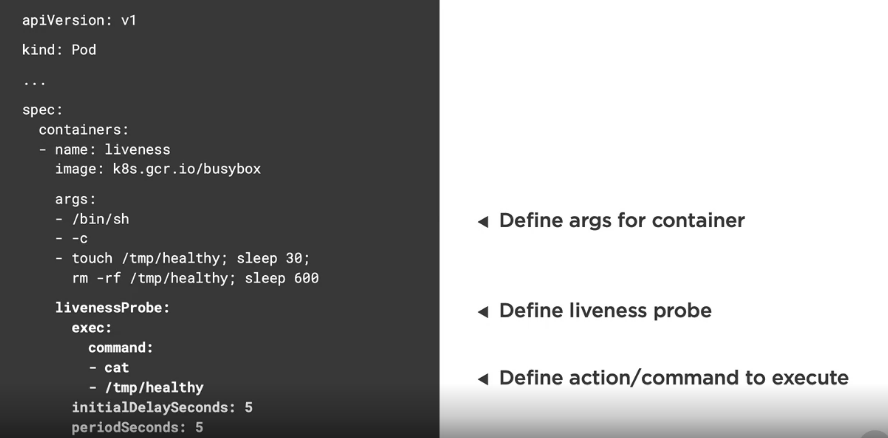 apiVersion: v1
kind: Pod
...
spec:
  containers:
  - name: liveness
    image: k8s.gcr.io/busybox
    args:
    - /bin/sh
    - -c
    - touch /tmp/healthy; sleep 30;
      rm -rf /tmp/healthy; sleep 600
    livenessProbe:
      exec:
        command:
        - cat
        - /tmp/healthy
      initialDelaySeconds: 5
      periodSeconds: 5
◄ Define args for container
◄ Define liveness probe
◄ Define action/command to execute